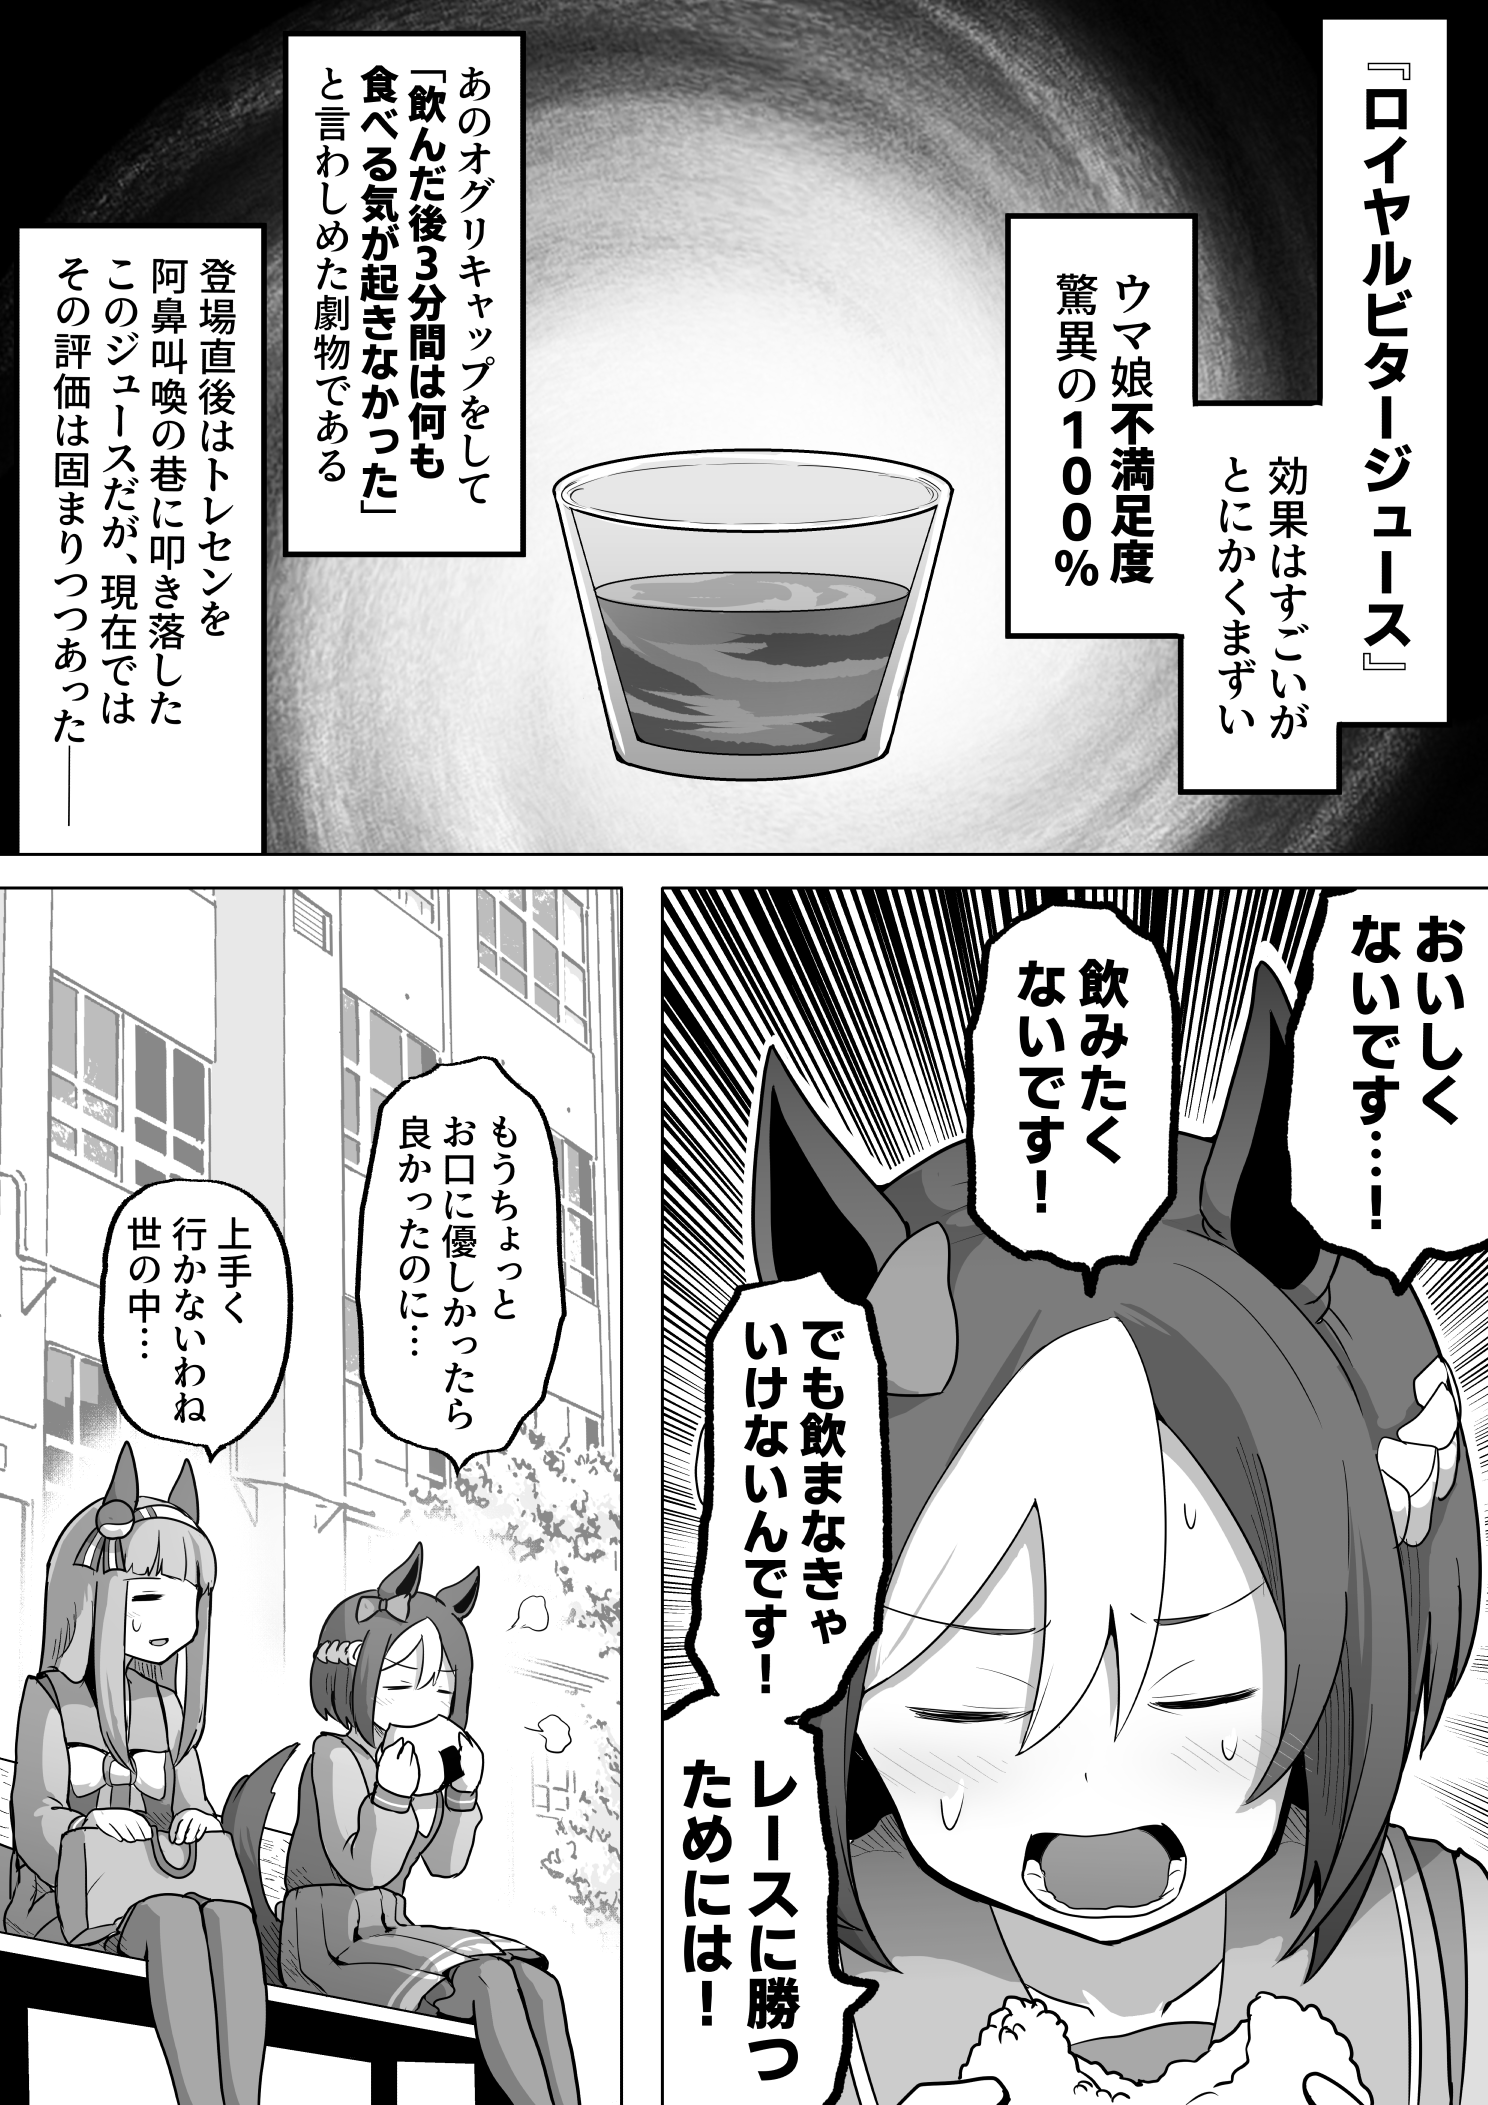 『ロイヤルビタージュース』
効果はすごいが
とにかくまずい
ウマ娘不満足度
驚異の100%
あのオグリキャップをして
「飲んだ後3分間は何も
食べる気が起きなかった」
と言わしめた劇物である
登場直後はトレセンを
阿鼻叫喚の巷に叩き落した
このジュースだが、現在では
その評価は固まりつつあった――
おいしく
ないです…!
飲みたく
ないです!
でも飲まなきゃ
いけないんです!
レースに勝つ
ためには!
もうちょっと
お口に優しかったら
良かったのに…
上手く
行かないわね
世の中…